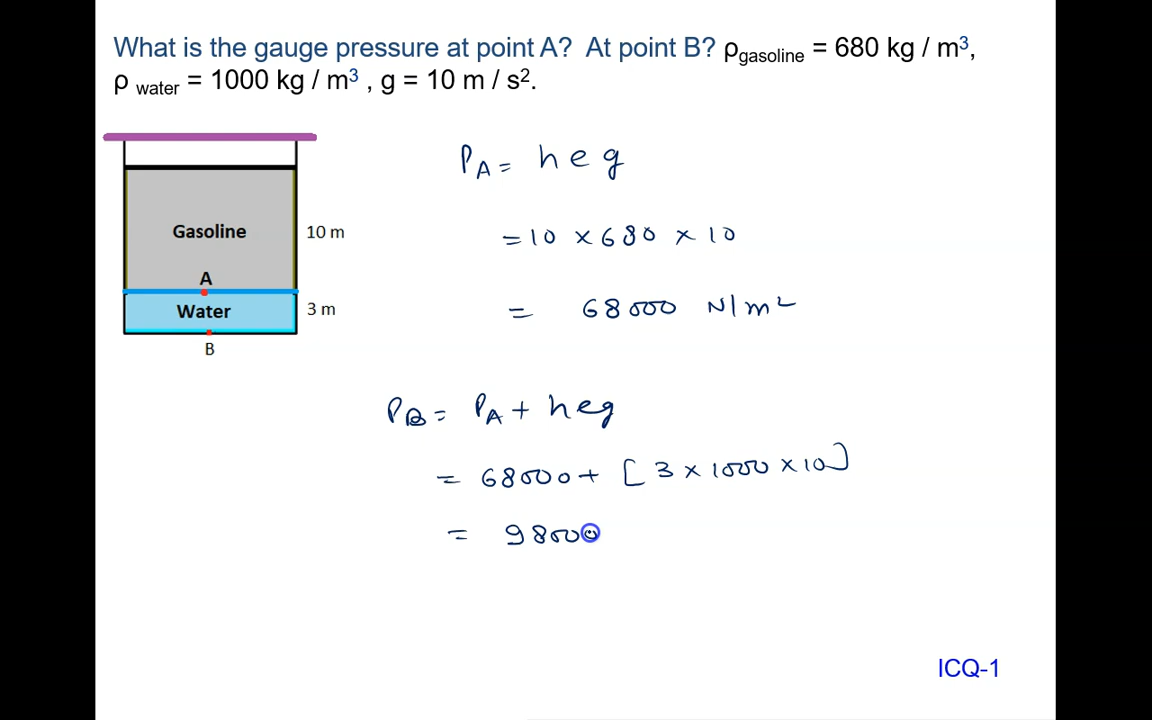 What is the gauge pressure at point A? At point B? ρgasoline = 680 kg / m³,
ρ water = 1000 kg / m³ , g = 10 m / s².
Gasoline
10 m
A
Water
3 m
B
PA = hρg
= 10 × 680 × 10
= 68000 N/m²
PB = PA + hρg
= 68000 + [3 × 1000 × 10]
= 98000
ICQ-1